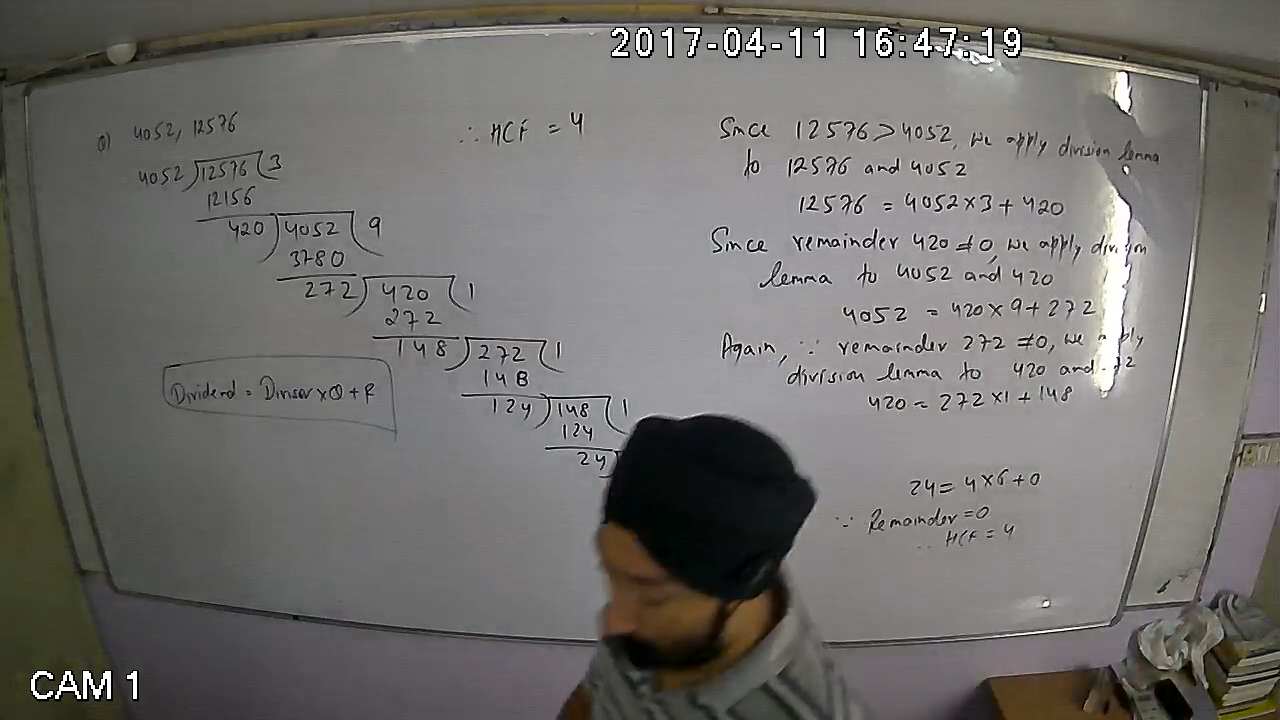 2017-04-11 16:47:19
Q) 4052, 12576
4052 ) 12576 ( 3
12156
420 ) 4052 ( 9
3780
272 ) 420 ( 1
272
148 ) 272 ( 1
148
124 ) 148 ( 1
124
24
Dividend = Divisor × Q + R
∴ HCF = 4
Since 12576 > 4052, we apply division lemma
to 12576 and 4052
12576 = 4052 × 3 + 420
Since remainder 420 ≠ 0, we apply division
lemma to 4052 and 420
4052 = 420 × 9 + 272
Again, ∵ remainder 272 ≠ 0, we
division lemma to 420 and
420 = 272 × 1 + 148
24 = 4 × 6 + 0
∵ Remainder = 0
∴ HCF = 4
CAM 1